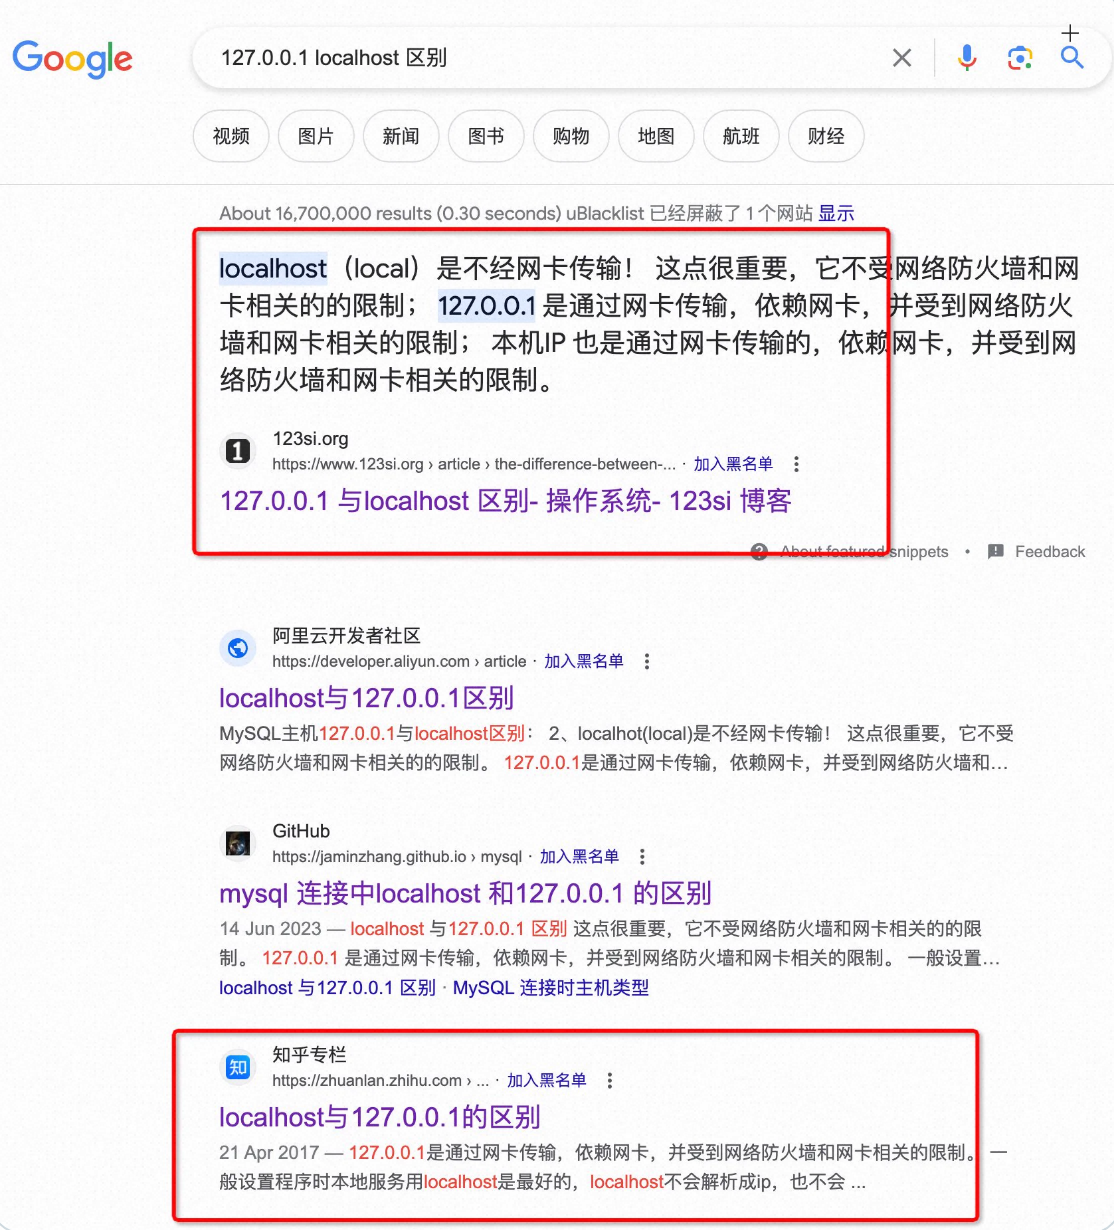 Google
127.0.0.1 localhost 区别
视频 图片 新闻 图书 购物 地图 航班 财经
About 16,700,000 results (0.30 seconds) uBlacklist 已经屏蔽了 1 个网站 显示
localhost（local）是不经网卡传输！ 这点很重要，它不受网络防火墙和网
卡相关的的限制； 127.0.0.1 是通过网卡传输，依赖网卡，并受到网络防火
墙和网卡相关的限制； 本机IP 也是通过网卡传输的，依赖网卡，并受到网
络防火墙和网卡相关的限制。
123si.org
https://www.123si.org › article › the-difference-between-... · 加入黑名单
127.0.0.1 与localhost 区别- 操作系统- 123si 博客
About featured snippets • Feedback
阿里云开发者社区
https://developer.aliyun.com › article · 加入黑名单
localhost与127.0.0.1区别
MySQL主机127.0.0.1与localhost区别： 2、localhot(local)是不经网卡传输！ 这点很重要，它不受
网络防火墙和网卡相关的的限制。 127.0.0.1是通过网卡传输，依赖网卡，并受到网络防火墙和...
GitHub
https://jaminzhang.github.io › mysql · 加入黑名单
mysql 连接中localhost 和127.0.0.1 的区别
14 Jun 2023 — localhost 与127.0.0.1 区别 这点很重要，它不受网络防火墙和网卡相关的的限
制。 127.0.0.1 是通过网卡传输，依赖网卡，并受到网络防火墙和网卡相关的限制。 一般设置...
localhost 与127.0.0.1 区别 · MySQL 连接时主机类型
知
知乎专栏
https://zhuanlan.zhihu.com › ... · 加入黑名单
localhost与127.0.0.1的区别
21 Apr 2017 — 127.0.0.1是通过网卡传输，依赖网卡，并受到网络防火墙和网卡相关的限制。 一
般设置程序时本地服务用localhost是最好的，localhost不会解析成ip，也不会 ...